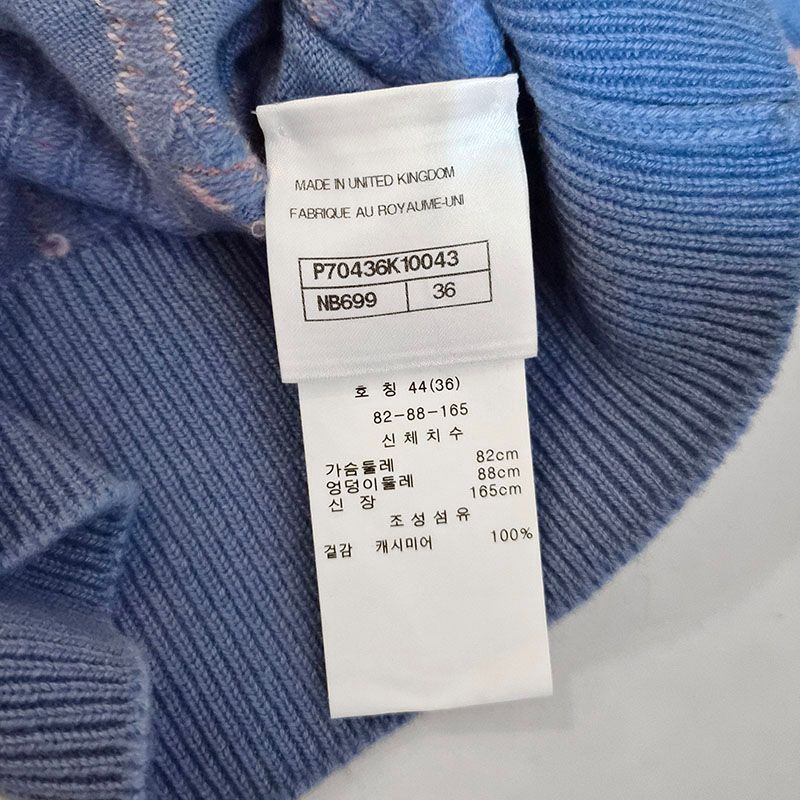 MADE IN UNITED KINGDOM
FABRIQUE AU ROYAUME-UNI
P70436K10043
NB699 36
호 칭 44(36)
82-88-165
신체치수
가슴둘레 82cm
엉덩이둘레 88cm
신 장 165cm
조성섬유
겉감 캐시미어 100%